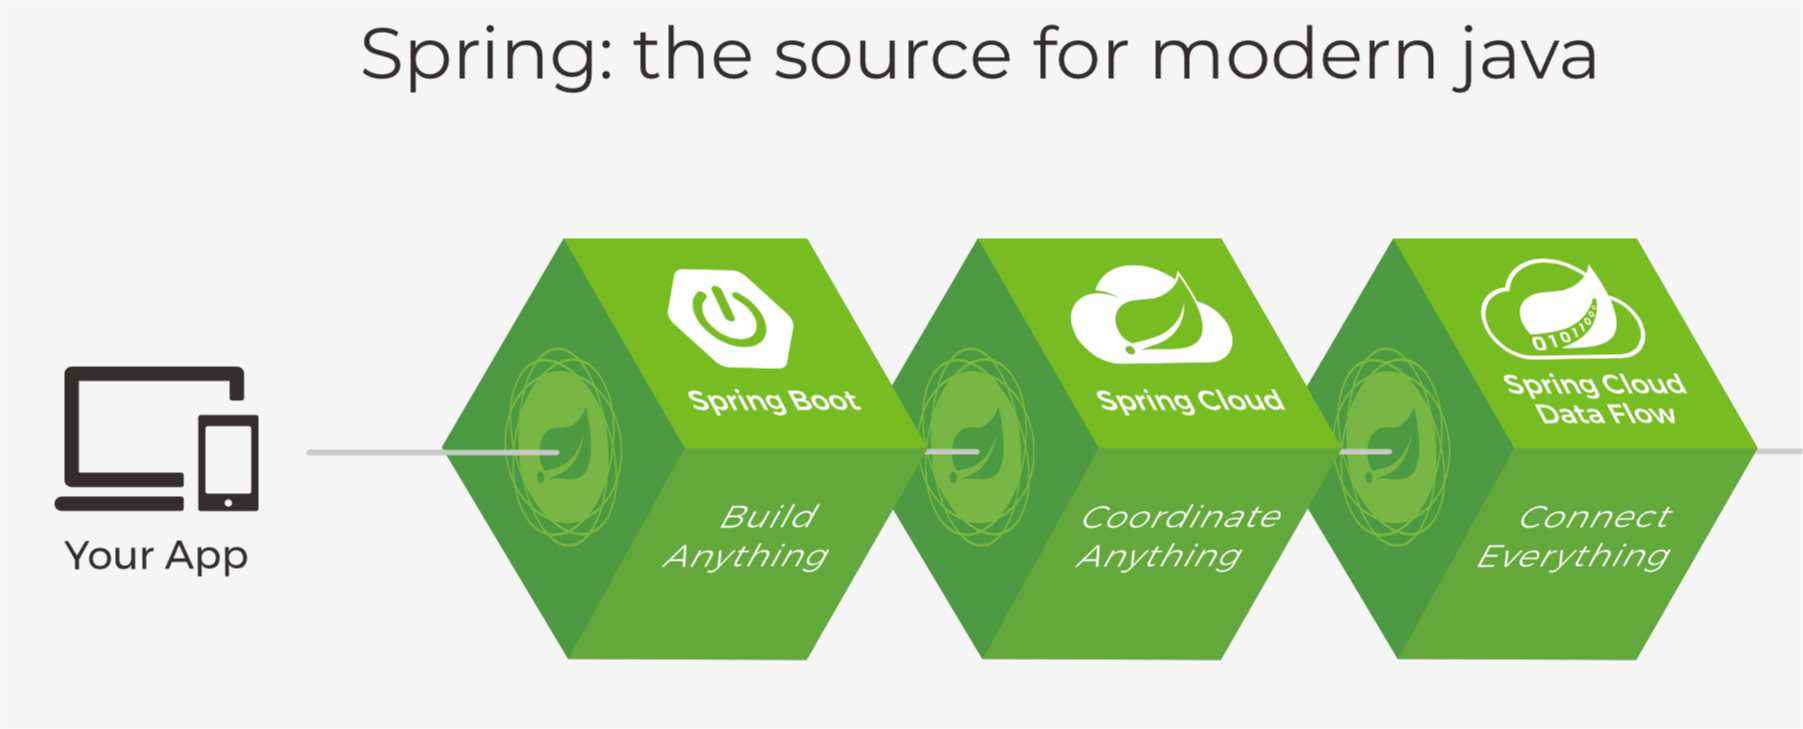 Spring: the source for modern java
Your App
Spring Boot
Build
Anything
Spring Cloud
Coordinate
Anything
01011000
Spring Cloud
Data Flow
Connect
Everything